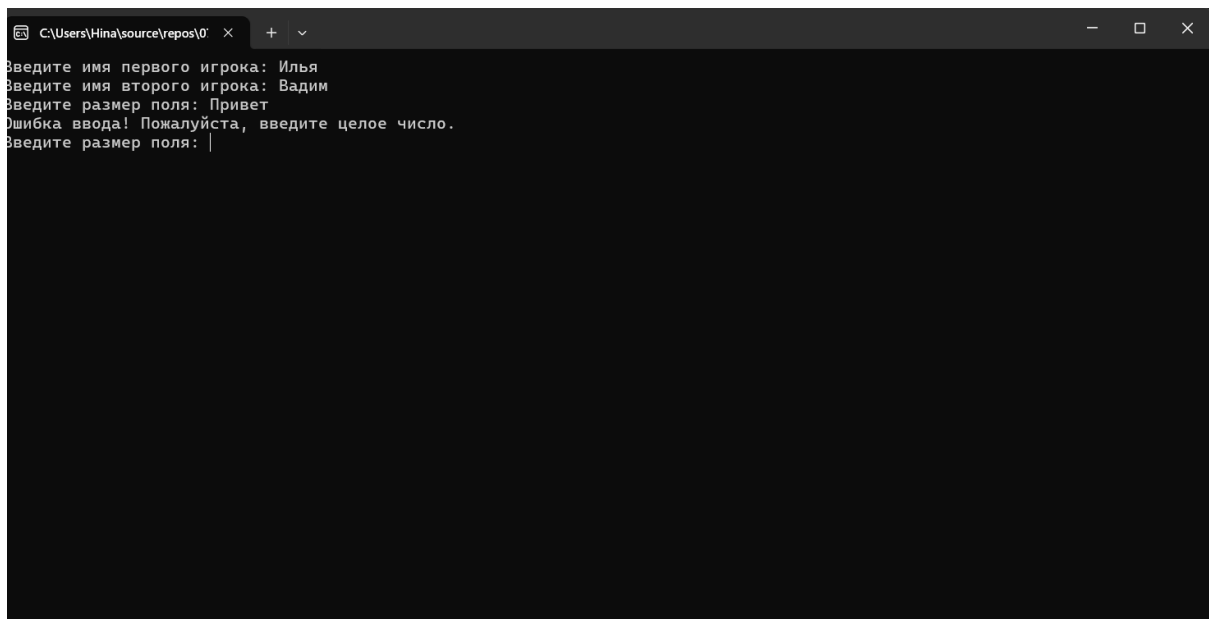 C:\Users\Hina\source\repos\0
Введите имя первого игрока: Илья
Введите имя второго игрока: Вадим
Введите размер поля: Привет
Ошибка ввода! Пожалуйста, введите целое число.
Введите размер поля: